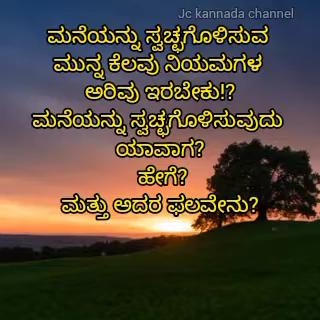 Jc kannada channel
ಮನೆಯನ್ನು ಸ್ವಚ್ಛಗೊಳಿಸುವ
ಮುನ್ನ ಕೆಲವು ನಿಯಮಗಳ
ಅರಿವು ಇರಬೇಕು!?
ಮನೆಯನ್ನು ಸ್ವಚ್ಛಗೊಳಿಸುವುದು
ಯಾವಾಗ?
ಹೇಗೆ?
ಮತ್ತು ಅದರ ಫಲವೇನು?